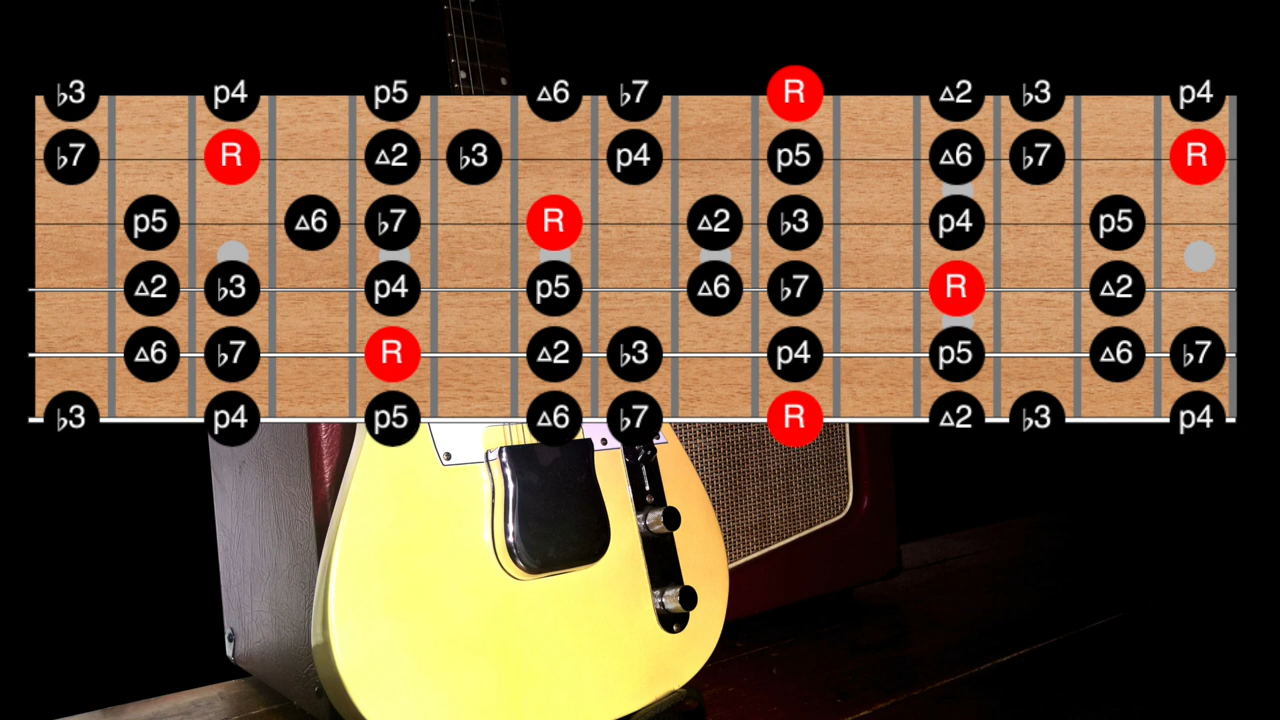 ♭3 p4 p5 △6 ♭7 R △2 ♭3 p4
♭7 R △2 ♭3 p4 p5 △6 ♭7 R
p5 △6 ♭7 R △2 ♭3 p4 p5
△2 ♭3 p4 p5 △6 ♭7 R △2
△6 ♭7 R △2 ♭3 p4 p5 △6 ♭7
♭3 p4 p5 △6 ♭7 R △2 ♭3 p4